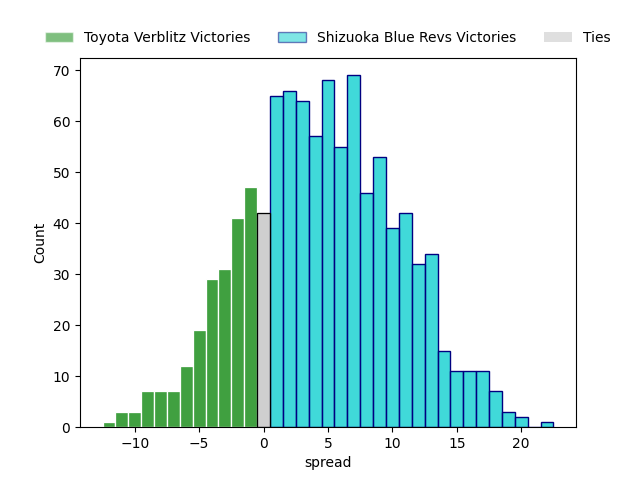 Toyota Verblitz Victories Shizuoka Blue Revs Victories Ties
70
60
50
40
30
20
10
0
Count
−10 −5 0 5 10 15 20
spread